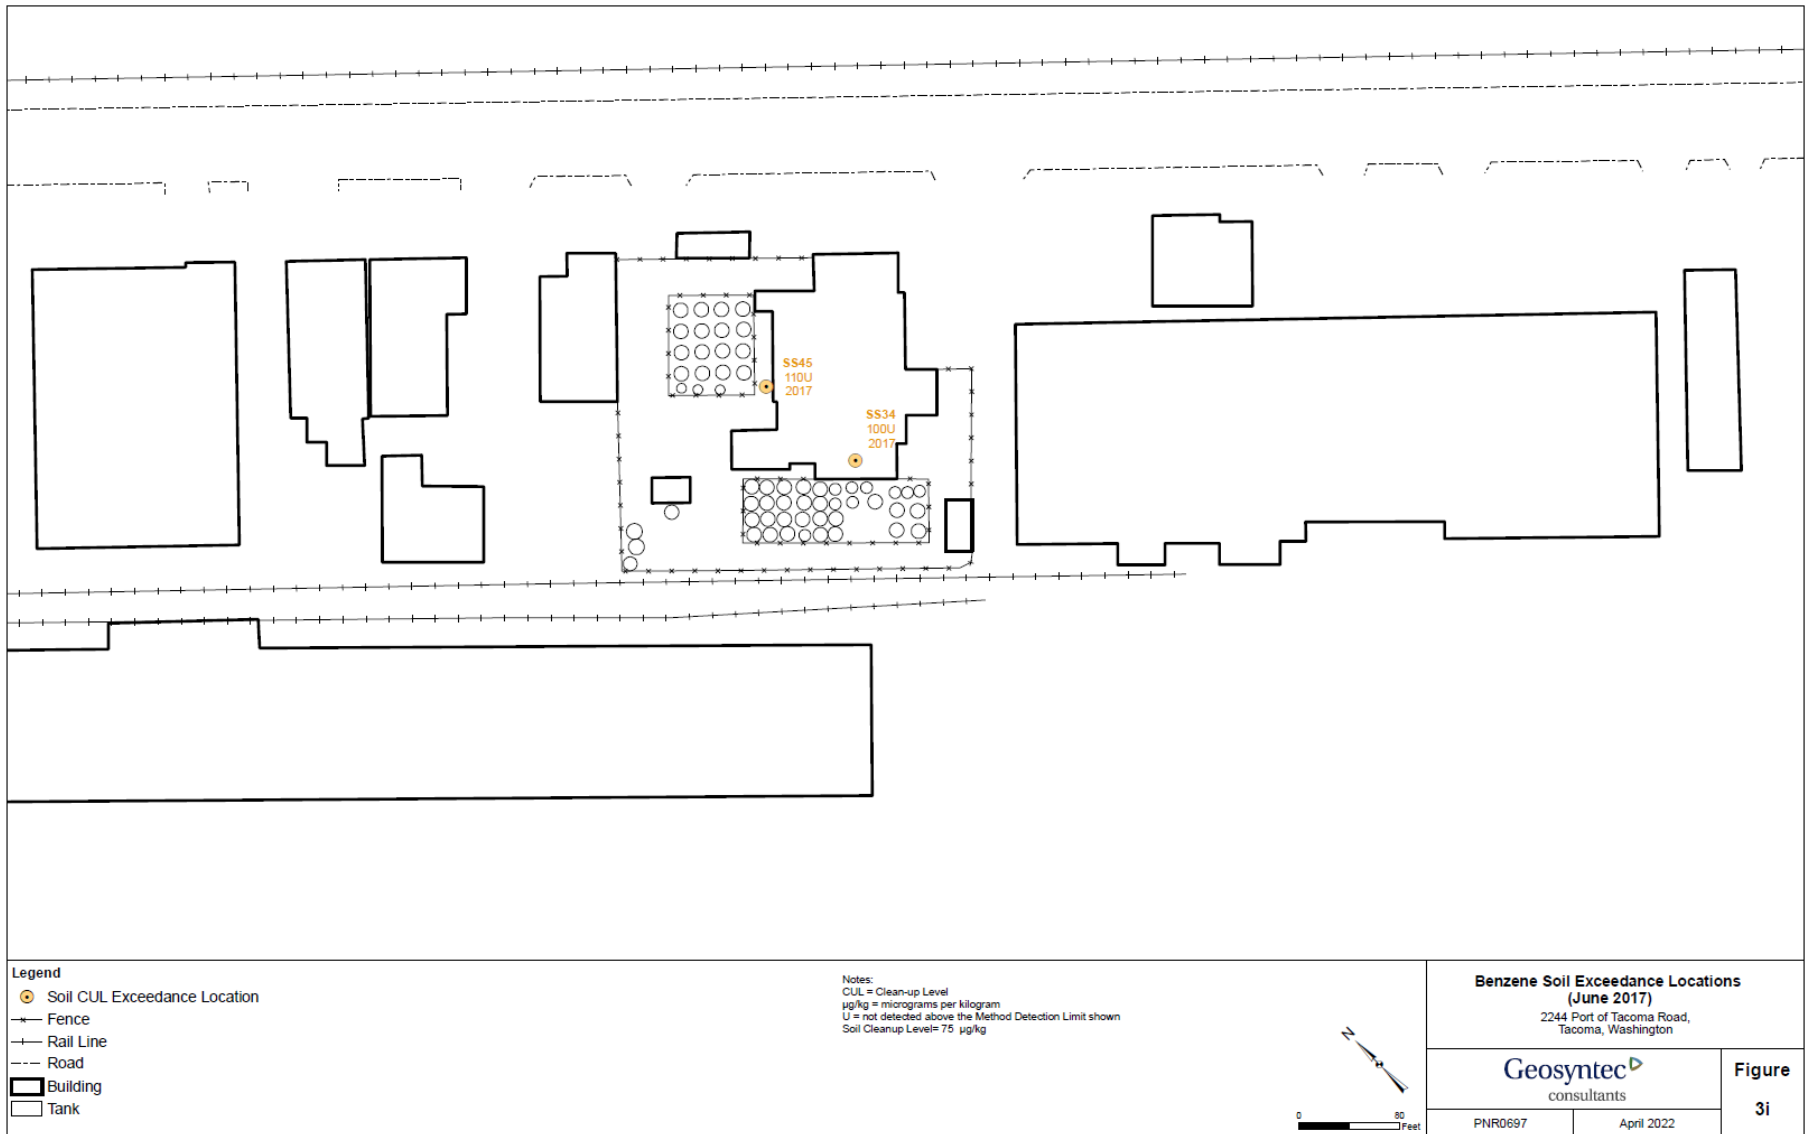 SS45
110U
2017
SS34
100U
2017
Legend
Soil CUL Exceedance Location
Fence
Rail Line
Road
Building
Tank
Notes:
CUL = Clean-up Level
µg/kg = micrograms per kilogram
U = not detected above the Method Detection Limit shown
Soil Cleanup Level= 75 µg/kg
N
0 80
Feet
Benzene Soil Exceedance Locations
(June 2017)
2244 Port of Tacoma Road,
Tacoma, Washington
Geosyntec
consultants
Figure
3i
PNR0697
April 2022